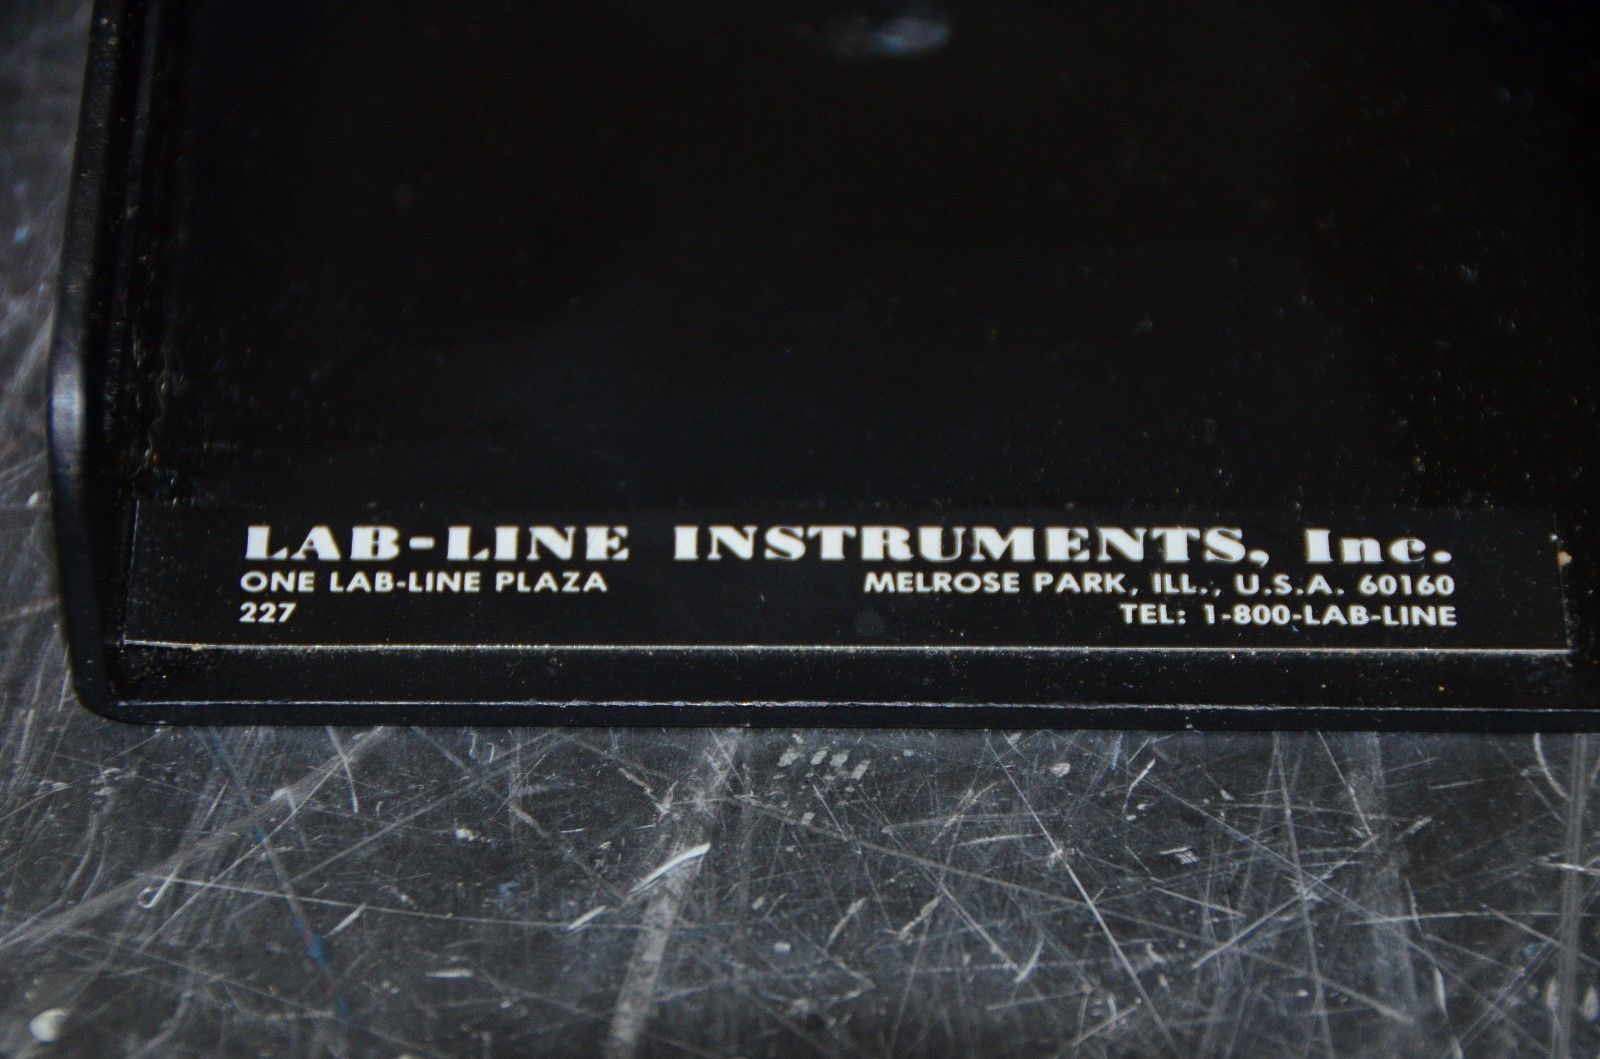 LAB-LINE INSTRUMENTS, Inc.
ONE LAB-LINE PLAZA MELROSE PARK, ILL., U.S.A. 60160
227 TEL: 1-800-LAB-LINE